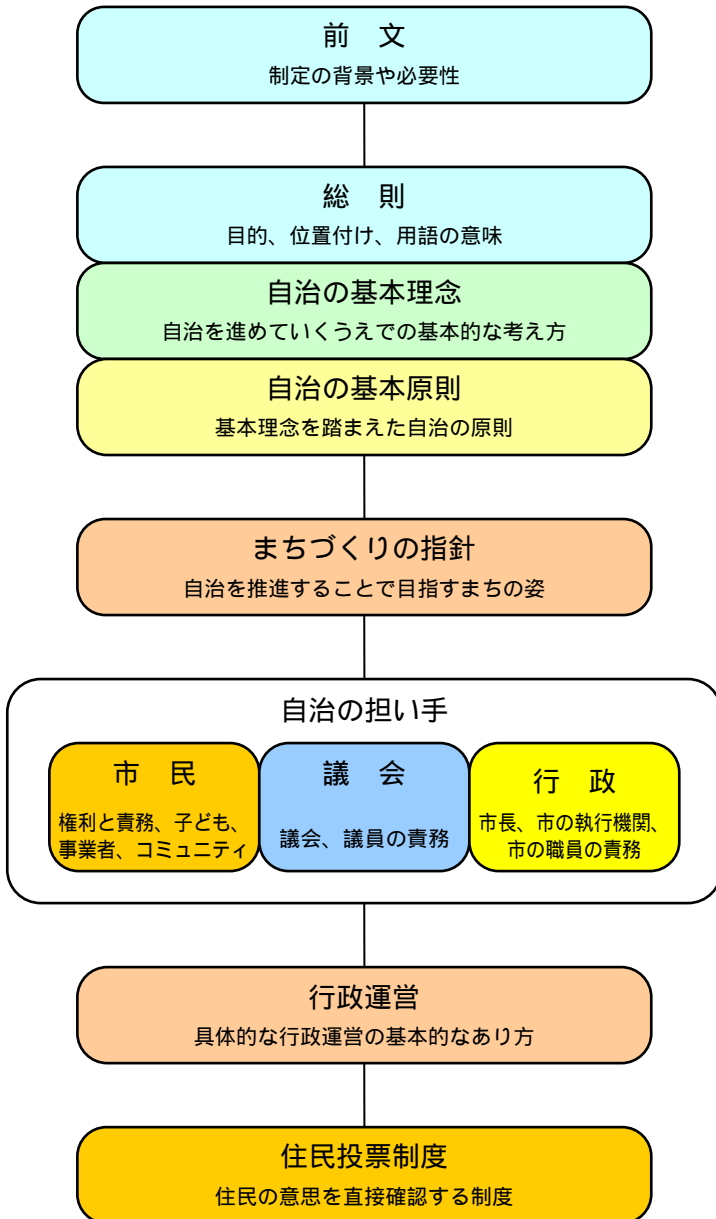 前　文
制定の背景や必要性
総　則
目的、位置付け、用語の意味
自治の基本理念
自治を進めていくうえでの基本的な考え方
自治の基本原則
基本理念を踏まえた自治の原則
まちづくりの指針
自治を推進することで目指すまちの姿
自治の担い手
市　民
権利と責務、子ども、
事業者、コミュニティ
議　会
議会、議員の責務
行　政
市長、市の執行機関、
市の職員の責務
行政運営
具体的な行政運営の基本的なあり方
住民投票制度
住民の意思を直接確認する制度